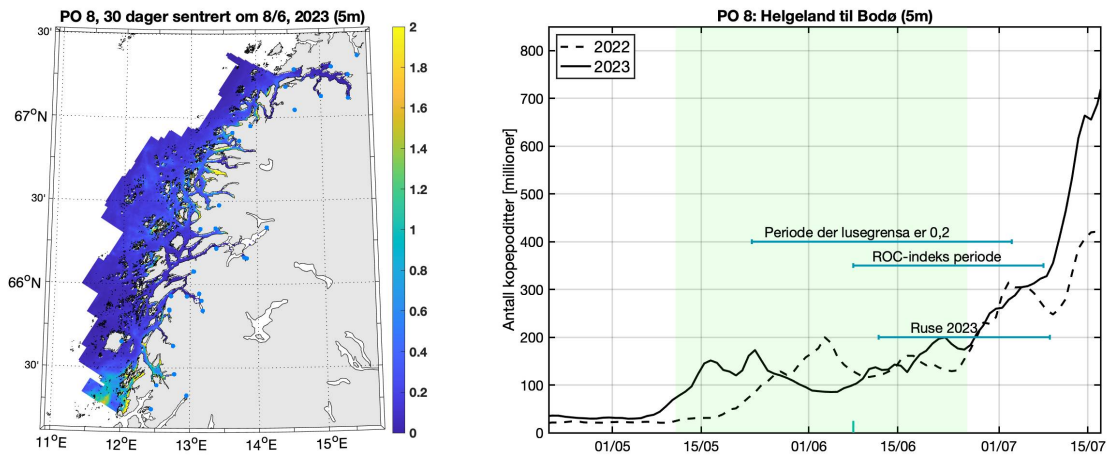 PO 8, 30 dager sentrert om 8/6, 2023 (5m)
30'
67°N
30'
66°N
30'
11°E
12°E
13°E
14°E
15°E
2
1.8
1.6
1.4
1.2
1
0.8
0.6
0.4
0.2
0
PO 8: Helgeland til Bodø (5m)
2022
2023
Antall kopepoditter [millioner]
800
700
600
500
400
300
200
100
0
Periode der lusegrensa er 0,2
ROC-indeks periode
Ruse 2023
01/05
15/05
01/06
15/06
01/07
15/07